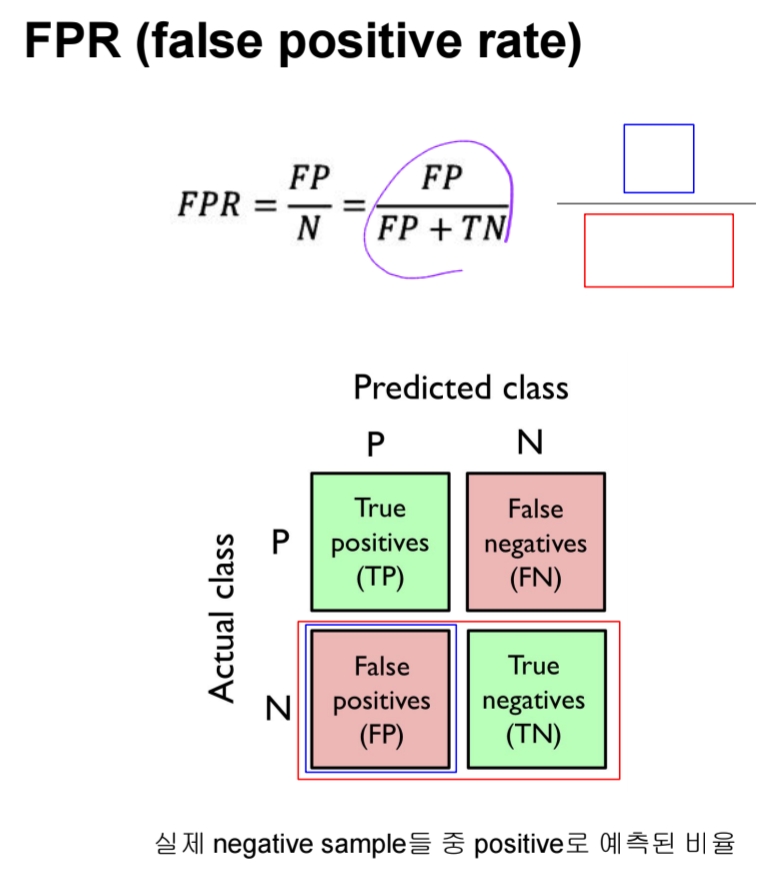 FPR (false positive rate)
FPR = FP/N = FP/(FP + TN)
Predicted class
P N
Actual class
P
True positives (TP)
False negatives (FN)
N
False positives (FP)
True negatives (TN)
실제 negative sample들 중 positive로 예측된 비율